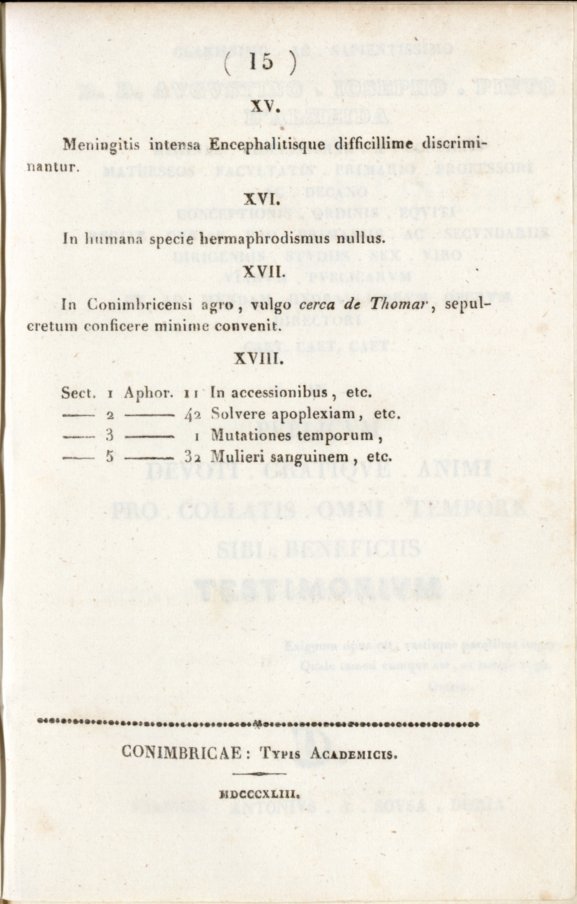 ( 15 )
XV.
Meningitis intensa Encephalitisque difficillime discrimi-
nantur.
XVI.
In humana specie hermaphrodismus nullus.
XVII.
In Conimbricensi agro, vulgo cerca de Thomar, sepul-
cretum conficere minime convenit.
XVIII.
Sect. 1 Aphor. 11 In accessionibus, etc.
—— 2 ——— 42 Solvere apoplexiam, etc.
—— 3 ——— 1 Mutationes temporum,
—— 5 ——— 32 Mulieri sanguinem, etc.
CONIMBRICAE: Typis Academicis.
MDCCCXLIII.